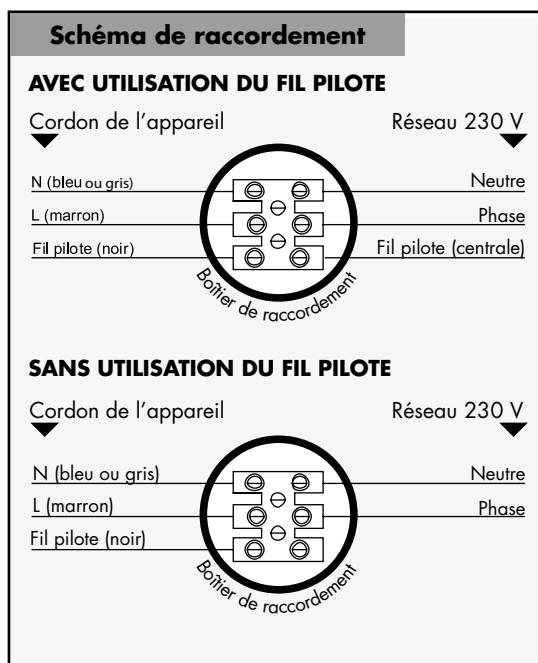 Schéma de raccordement
AVEC UTILISATION DU FIL PILOTE
Cordon de l'appareil Réseau 230 V
N (bleu ou gris) Neutre
L (marron) Phase
Fil pilote (noir) Fil pilote (centrale)
Boîtier de raccordement
SANS UTILISATION DU FIL PILOTE
Cordon de l'appareil Réseau 230 V
N (bleu ou gris) Neutre
L (marron) Phase
Fil pilote (noir)
Boîtier de raccordement